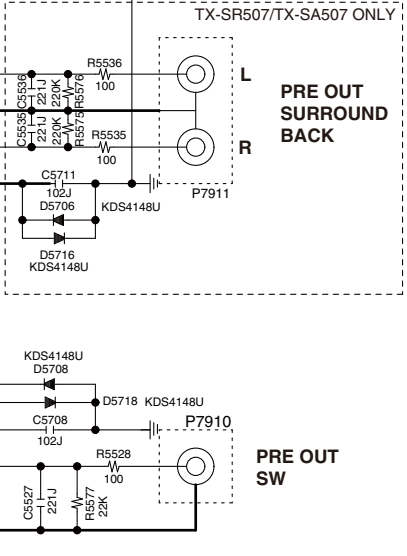 TX-SR507/TX-SA507 ONLY
R5536
100
C5536
221J
220K
R5576
L
PRE OUT
SURROUND
BACK
C5535
221J
220K
R5575
R5535
100
R
C5711
102J
P7911
D5706
KDS4148U
D5716
KDS4148U
KDS4148U
D5708
D5718 KDS4148U
C5708
102J
P7910
R5528
100
PRE OUT
SW
C5527
221J
R5577
22K